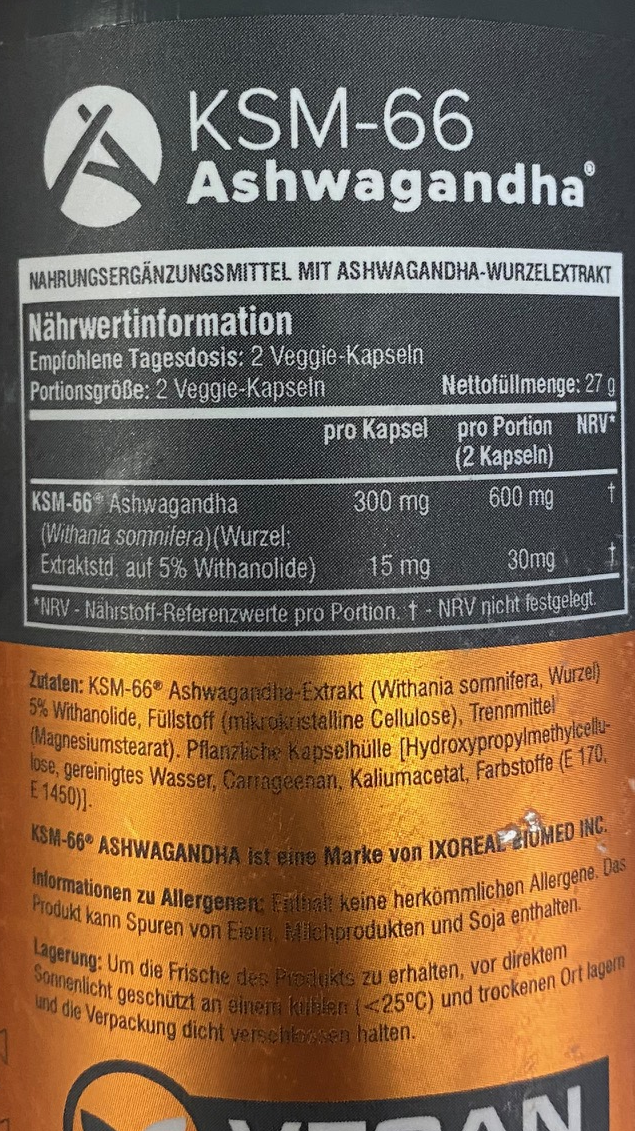 KSM-66
Ashwagandha®
NAHRUNGSERGÄNZUNGSMITTEL MIT ASHWAGANDHA-WURZELEXTRAKT
Nährwertinformation
Empfohlene Tagesdosis: 2 Veggie-Kapseln
Portionsgröße: 2 Veggie-Kapseln Nettofüllmenge: 27 g
pro Kapsel pro Portion NRV*
(2 Kapseln)
KSM-66® Ashwagandha 300 mg 600 mg †
(Withania somnifera)(Wurzel;
Extraktstd. auf 5% Withanolide) 15 mg 30mg †
*NRV - Nährstoff-Referenzwerte pro Portion. † - NRV nicht festgelegt.
Zutaten: KSM-66® Ashwagandha-Extrakt (Withania somnifera, Wurzel)
5% Withanolide, Füllstoff (mikrokristalline Cellulose), Trennmittel
(Magnesiumstearat). Pflanzliche Kapselhülle [Hydroxypropylmethylcellu-
lose, gereinigtes Wasser, Carrageenan, Kaliumacetat, Farbstoffe (E 170,
E 1450)].
KSM-66® ASHWAGANDHA ist eine Marke von IXOREAL BIOMED INC.
Informationen zu Allergenen: Enthält keine herkömmlichen Allergene. Das
Produkt kann Spuren von Eiern, Milchprodukten und Soja enthalten.
Lagerung: Um die Frische des Produkts zu erhalten, vor direktem
Sonnenlicht geschützt an einem kühlen (<25ºC) und trockenen Ort lagern
und die Verpackung dicht verschlossen halten.
VEGAN